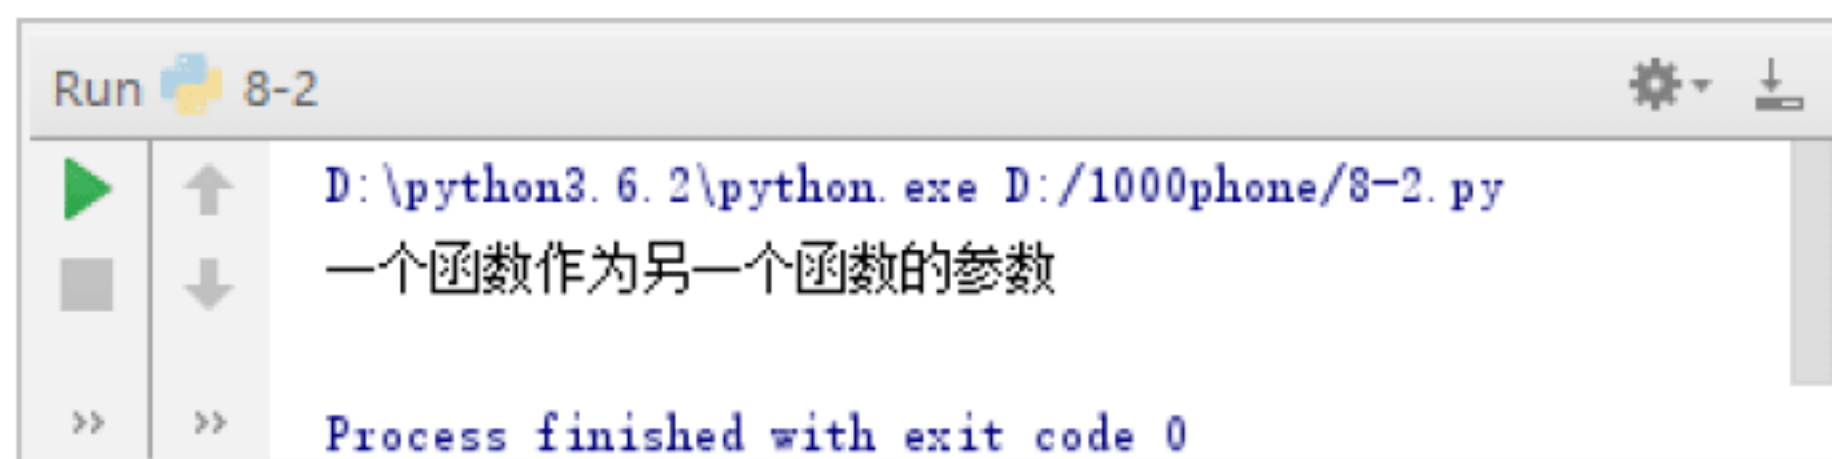 Run 8-2
D:\python3.6.2\python.exe D:/1000phone/8-2.py
一个函数作为另一个函数的参数
Process finished with exit code 0